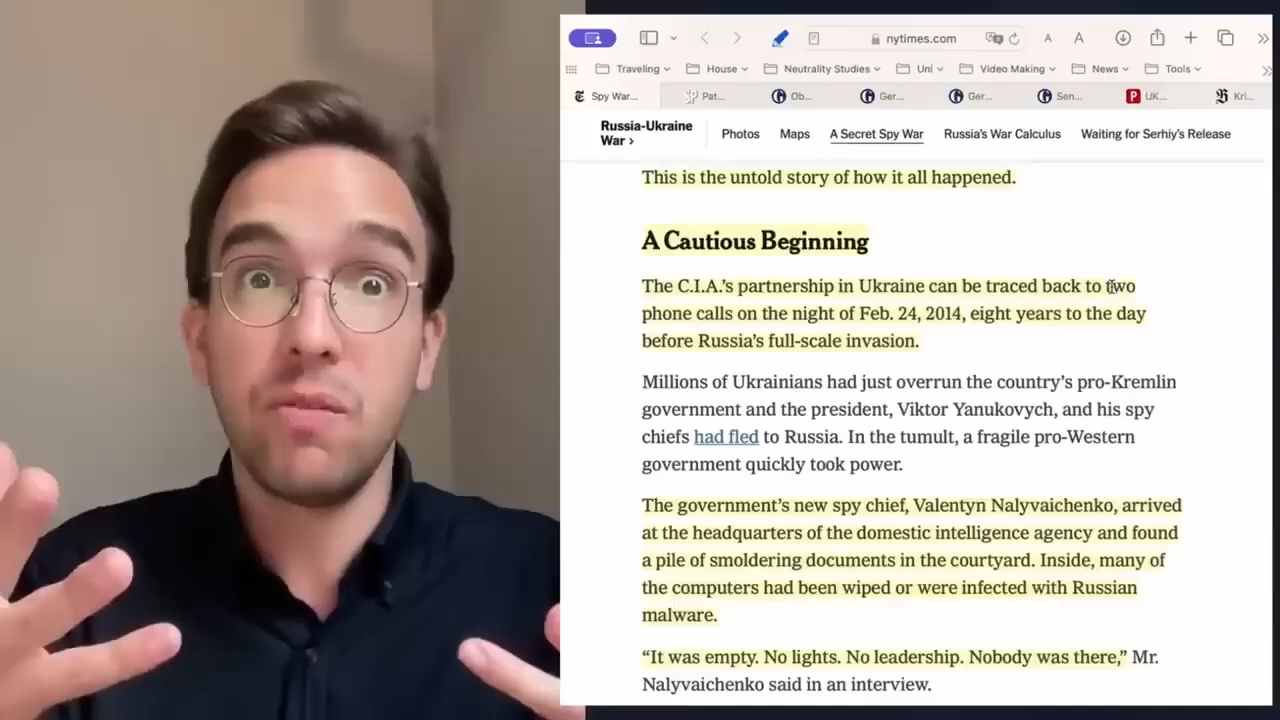 nytimes.com
A A
Traveling House Neutrality Studies Uni Video Making News Tools
Spy War... Pat... Ob... Ger... Ger... Sen... P UK... Kri...
Russia-Ukraine
War ›
Photos Maps A Secret Spy War Russia's War Calculus Waiting for Serhiy's Release
This is the untold story of how it all happened.
A Cautious Beginning
The C.I.A.'s partnership in Ukraine can be traced back to two
phone calls on the night of Feb. 24, 2014, eight years to the day
before Russia's full-scale invasion.
Millions of Ukrainians had just overrun the country's pro-Kremlin
government and the president, Viktor Yanukovych, and his spy
chiefs had fled to Russia. In the tumult, a fragile pro-Western
government quickly took power.
The government's new spy chief, Valentyn Nalyvaichenko, arrived
at the headquarters of the domestic intelligence agency and found
a pile of smoldering documents in the courtyard. Inside, many of
the computers had been wiped or were infected with Russian
malware.
“It was empty. No lights. No leadership. Nobody was there,” Mr.
Nalyvaichenko said in an interview.